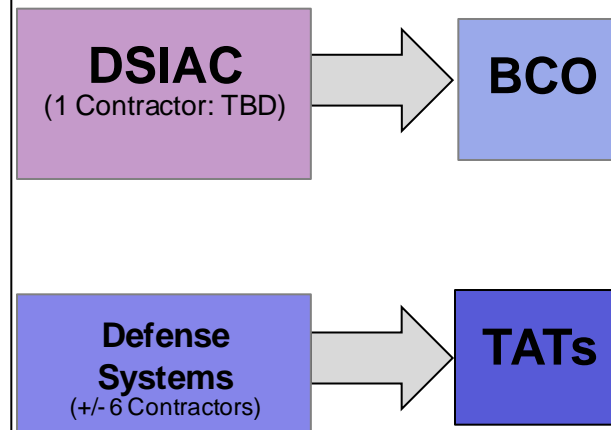 DSIAC
(1 Contractor: TBD)
BCO
Defense
Systems
(+/- 6 Contractors)
TATs